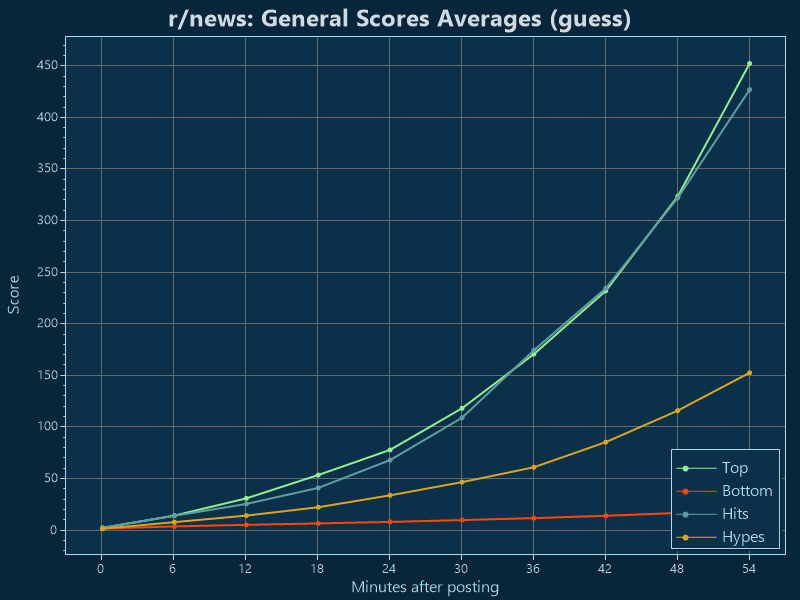 r/news: General Scores Averages (guess)
450
400
350
300
250
200
150
100
50
0
Score
0 6 12 18 24 30 36 42 48 54
Minutes after posting
Top
Bottom
Hits
Hypes